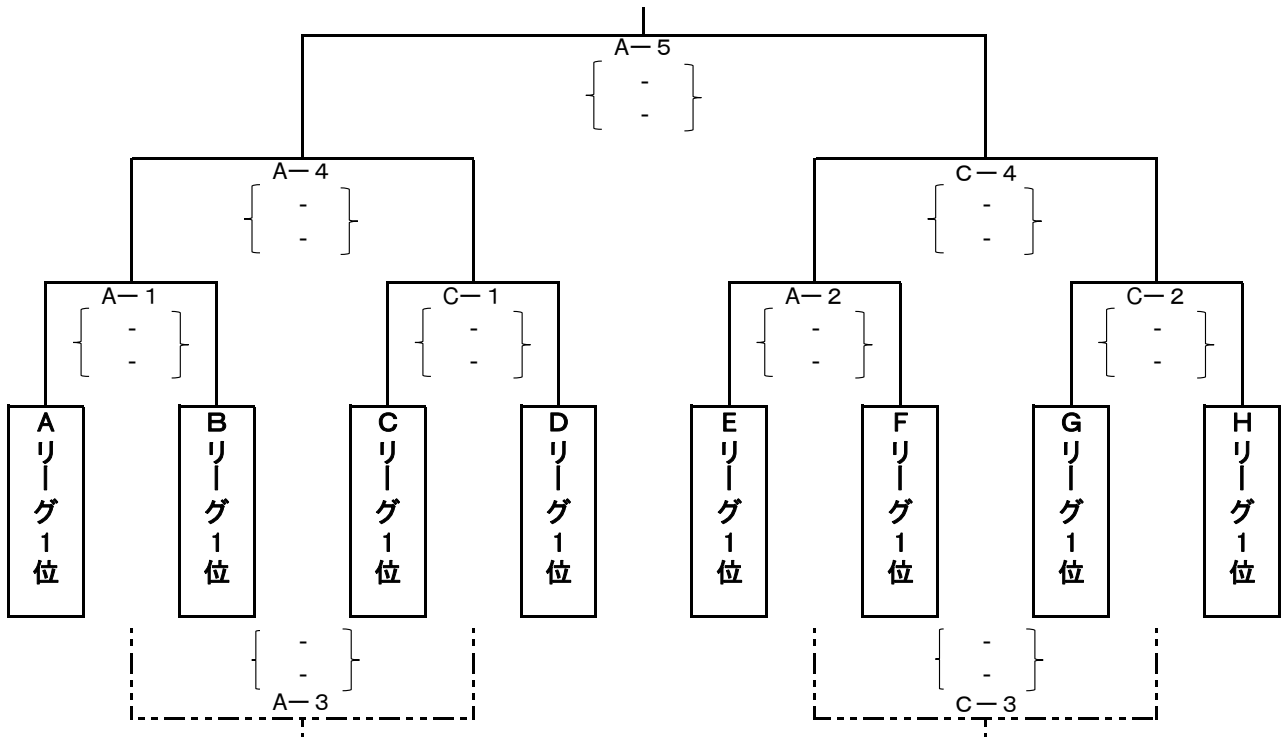 A－5
-
-
A－4
-
-
C－4
-
-
A－1
-
-
C－1
-
-
A－2
-
-
C－2
-
-
Aリーグ1位
Bリーグ1位
Cリーグ1位
Dリーグ1位
Eリーグ1位
Fリーグ1位
Gリーグ1位
Hリーグ1位
-
-
A－3
-
-
C－3